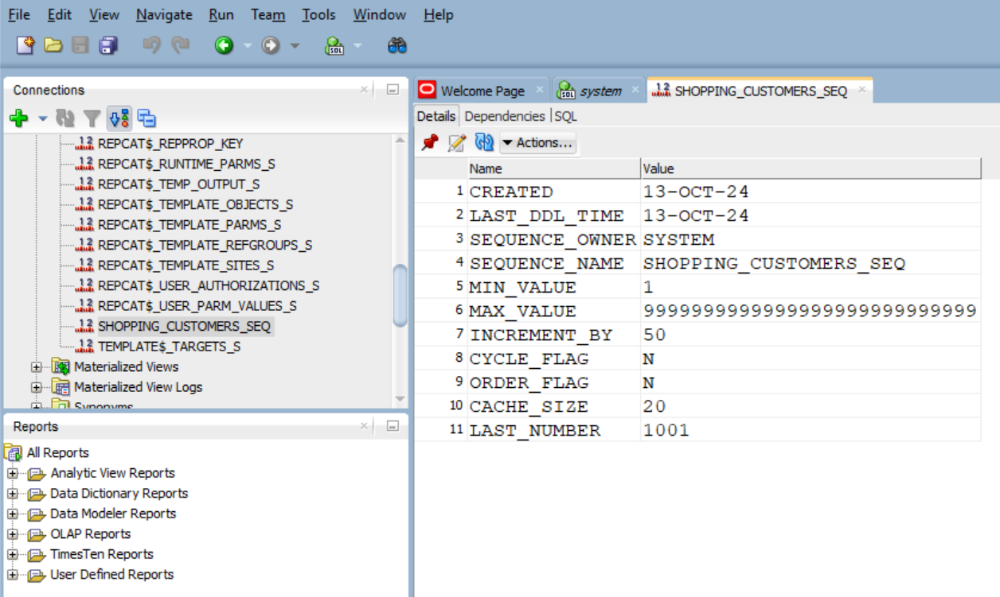 File Edit View Navigate Run Team Tools Window Help
Connections
REPCAT$_REPPROP_KEY
REPCAT$_RUNTIME_PARMS_S
REPCAT$_TEMP_OUTPUT_S
REPCAT$_TEMPLATE_OBJECTS_S
REPCAT$_TEMPLATE_PARMS_S
REPCAT$_TEMPLATE_REFGROUPS_S
REPCAT$_TEMPLATE_SITES_S
REPCAT$_USER_AUTHORIZATIONS_S
REPCAT$_USER_PARM_VALUES_S
SHOPPING_CUSTOMERS_SEQ
TEMPLATE$_TARGETS_S
Materialized Views
Materialized View Logs
Synonyms
Reports
All Reports
Analytic View Reports
Data Dictionary Reports
Data Modeler Reports
OLAP Reports
TimesTen Reports
User Defined Reports
Welcome Page system SHOPPING_CUSTOMERS_SEQ
Details Dependencies SQL
Actions...
Name Value
1 CREATED 13-OCT-24
2 LAST_DDL_TIME 13-OCT-24
3 SEQUENCE_OWNER SYSTEM
4 SEQUENCE_NAME SHOPPING_CUSTOMERS_SEQ
5 MIN_VALUE 1
6 MAX_VALUE 9999999999999999999999999999
7 INCREMENT_BY 50
8 CYCLE_FLAG N
9 ORDER_FLAG N
10 CACHE_SIZE 20
11 LAST_NUMBER 1001